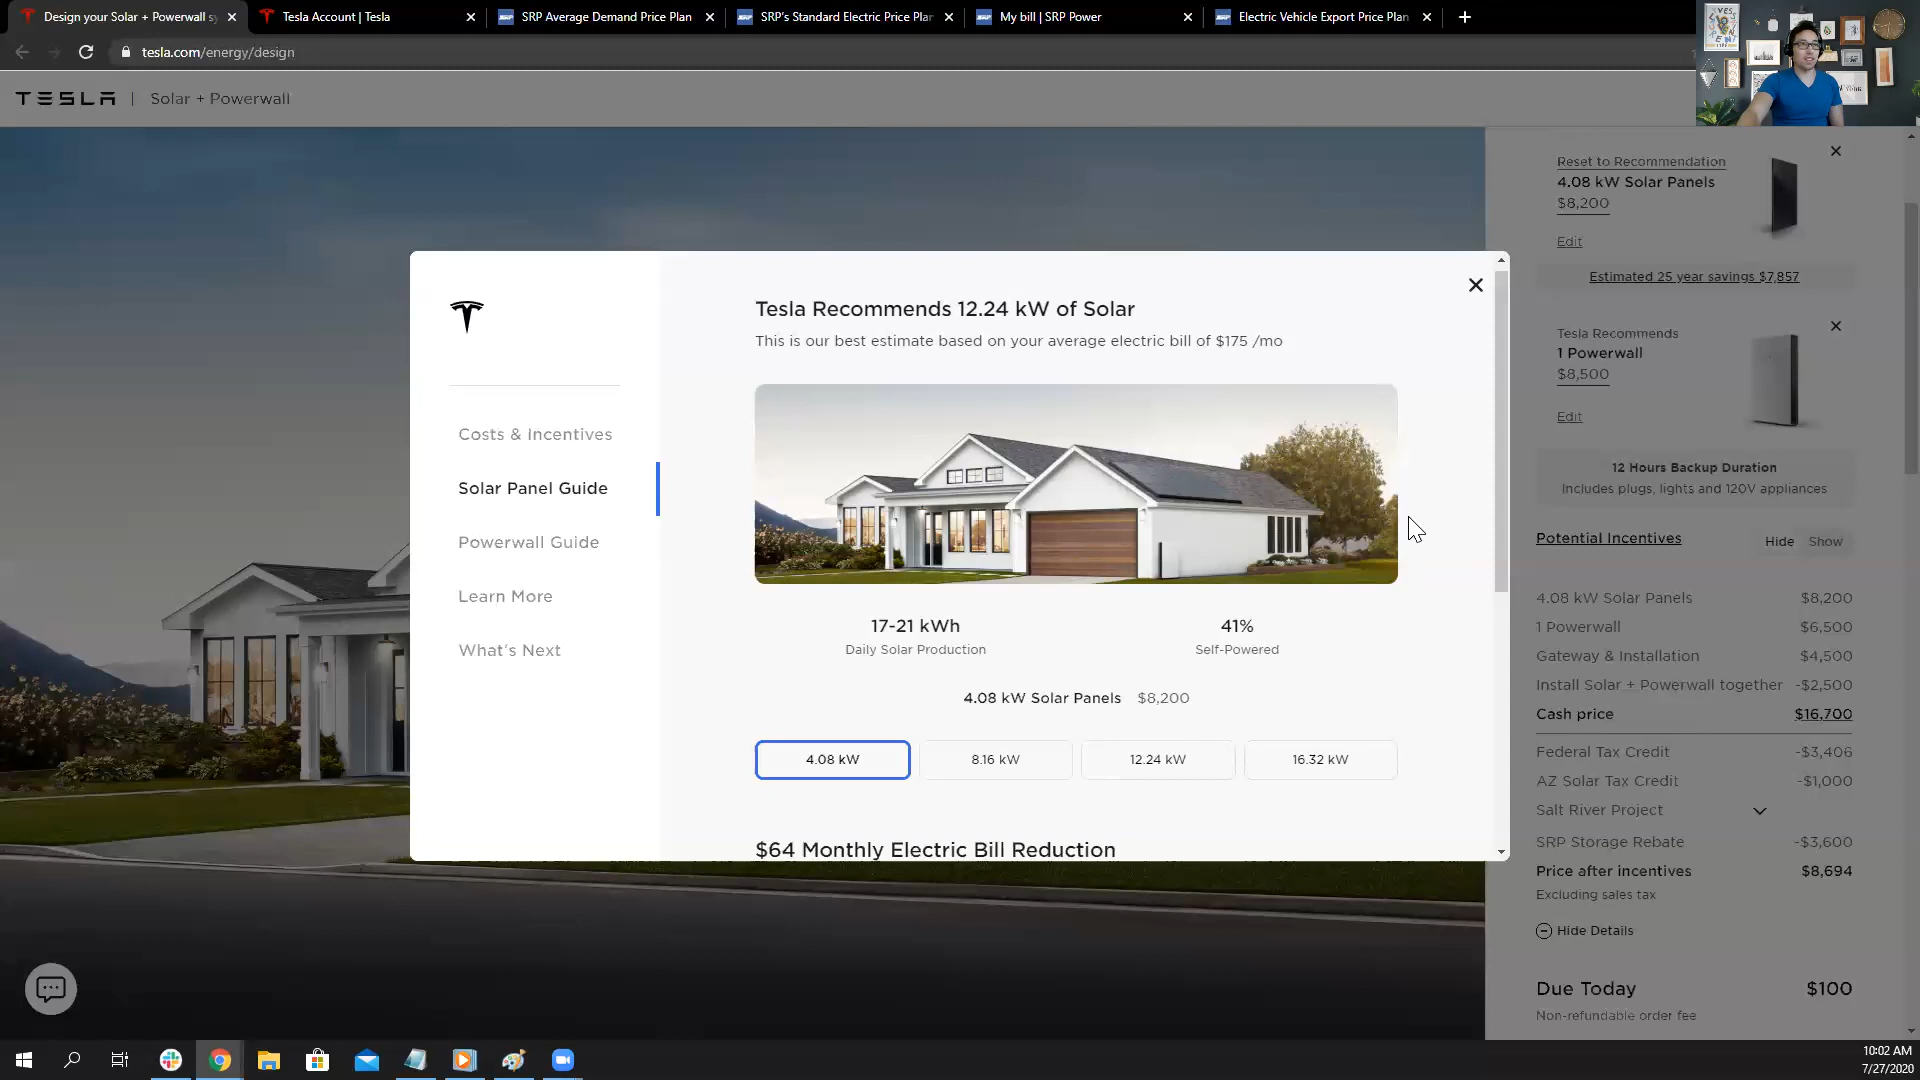 Design your Solar + Powerwall sy
Tesla Account | Tesla
SRP Average Demand Price Plan
SRP's Standard Electric Price Plan
My bill | SRP Power
Electric Vehicle Export Price Plan
tesla.com/energy/design
TESLA | Solar + Powerwall
Reset to Recommendation
4.08 kW Solar Panels
$8,200
Edit
Estimated 25 year savings $7,857
Tesla Recommends
1 Powerwall
$8,500
Edit
12 Hours Backup Duration
Includes plugs, lights and 120V appliances
Potential Incentives Hide Show
4.08 kW Solar Panels $8,200
1 Powerwall $6,500
Gateway & Installation $4,500
Install Solar + Powerwall together -$2,500
Cash price $16,700
Federal Tax Credit -$3,406
AZ Solar Tax Credit -$1,000
Salt River Project
SRP Storage Rebate -$3,600
Price after incentives $8,694
Excluding sales tax
Hide Details
Due Today $100
Non-refundable order fee
Costs & Incentives
Solar Panel Guide
Powerwall Guide
Learn More
What's Next
Tesla Recommends 12.24 kW of Solar
This is our best estimate based on your average electric bill of $175 /mo
17-21 kWh
Daily Solar Production
41%
Self-Powered
4.08 kW Solar Panels $8,200
4.08 kW
8.16 kW
12.24 kW
16.32 kW
$64 Monthly Electric Bill Reduction
10:02 AM
7/27/2020